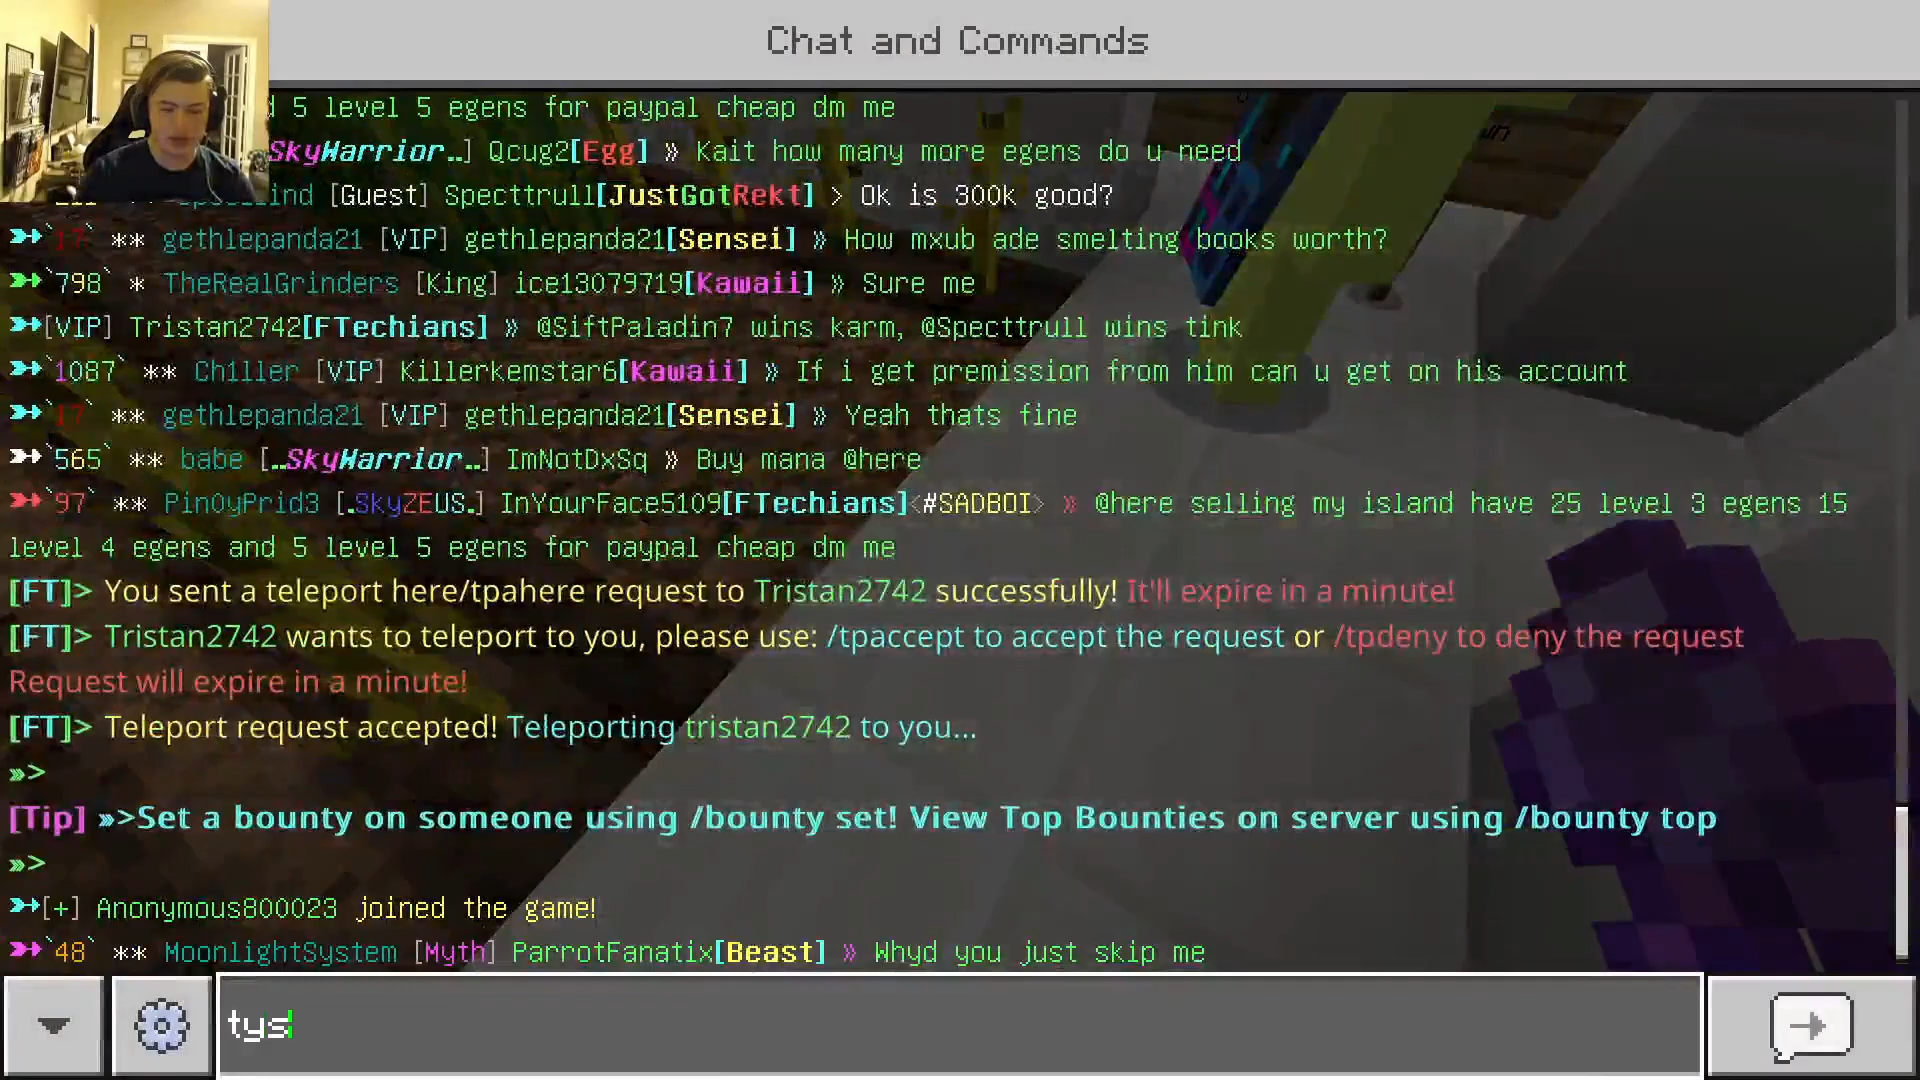 Chat and Commands
5 level 5 egens for paypal cheap dm me
SkyWarrior..] Qcug2[Egg] » Kait how many more egens do u need
[Guest] Specttrull[JustGotRekt] > Ok is 300k good?
`17` ** gethlepanda21 [VIP] gethlepanda21[Sensei] » How mxub ade smelting books worth?
`798` * TheRealGrinders [King] ice13079719[Kawaii] » Sure me
[VIP] Tristan2742[FTechians] » @SiftPaladin7 wins karm, @Specttrull wins tink
`1087` ** Ch1ller [VIP] Killerkemstar6[Kawaii] » If i get premission from him can u get on his account
`17` ** gethlepanda21 [VIP] gethlepanda21[Sensei] » Yeah thats fine
`565` ** babe [..SkyWarrior..] ImNotDxSq » Buy mana @here
`97` ** Pin0yPrid3 [.SkyZEUS.] InYourFace5109[FTechians]<#SADBOI> » @here selling my island have 25 level 3 egens 15
level 4 egens and 5 level 5 egens for paypal cheap dm me
[FT]> You sent a teleport here/tpahere request to Tristan2742 successfully! It'll expire in a minute!
[FT]> Tristan2742 wants to teleport to you, please use: /tpaccept to accept the request or /tpdeny to deny the request
Request will expire in a minute!
[FT]> Teleport request accepted! Teleporting tristan2742 to you...
»>
[Tip] »>Set a bounty on someone using /bounty set! View Top Bounties on server using /bounty top
»>
[+] Anonymous800023 joined the game!
`48` ** MoonlightSystem [Myth] ParrotFanatix[Beast] » Whyd you just skip me
tys